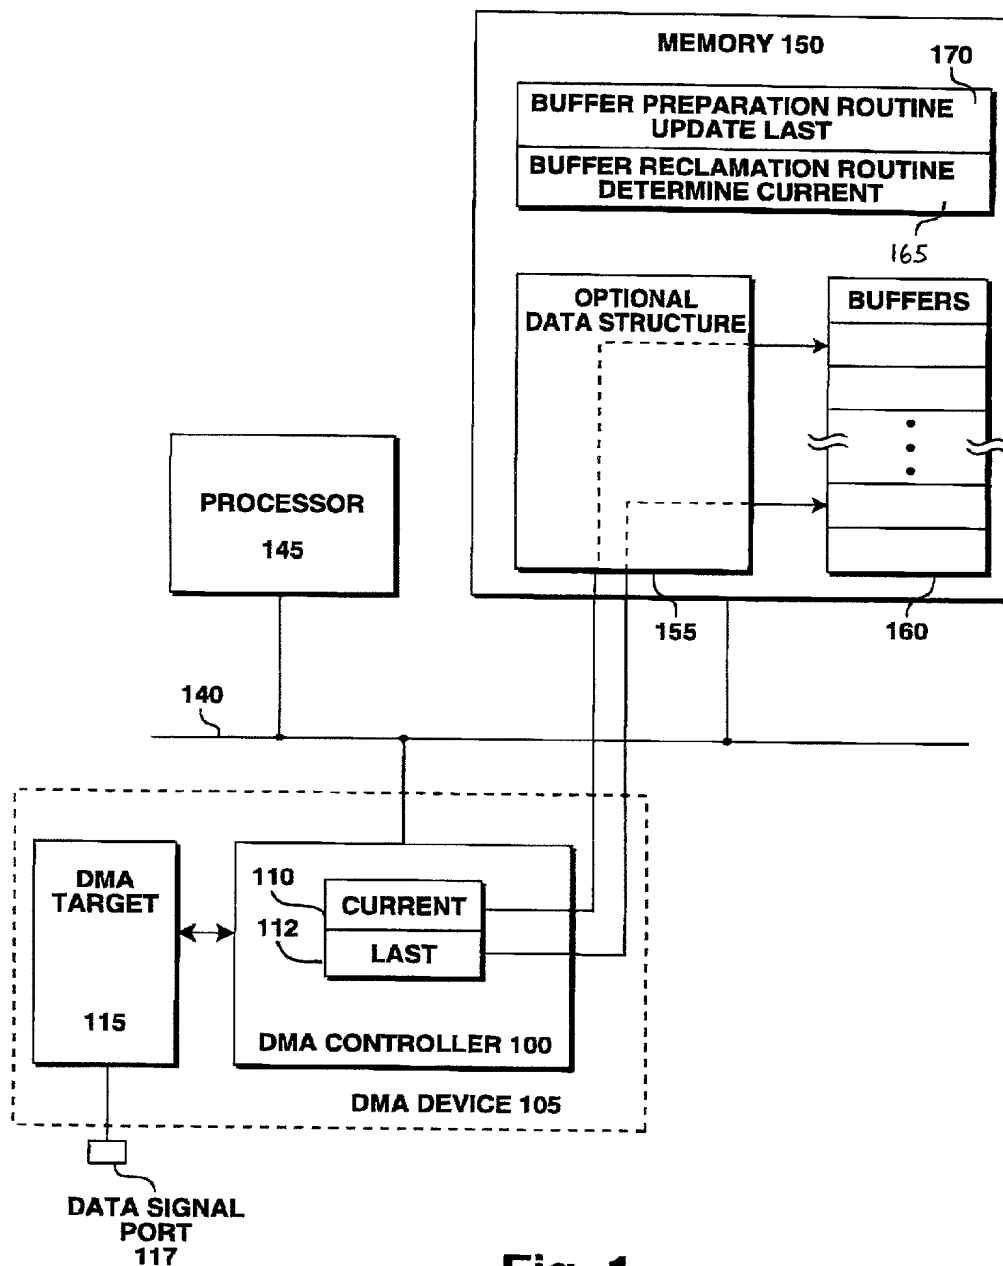 MEMORY 150
170
BUFFER PREPARATION ROUTINE
UPDATE LAST
BUFFER RECLAMATION ROUTINE
DETERMINE CURRENT
165
OPTIONAL
DATA STRUCTURE
BUFFERS
PROCESSOR
145
155
160
140
DMA
TARGET
110
CURRENT
112
LAST
115
DMA CONTROLLER 100
DMA DEVICE 105
DATA SIGNAL
PORT
117
Fig. 1